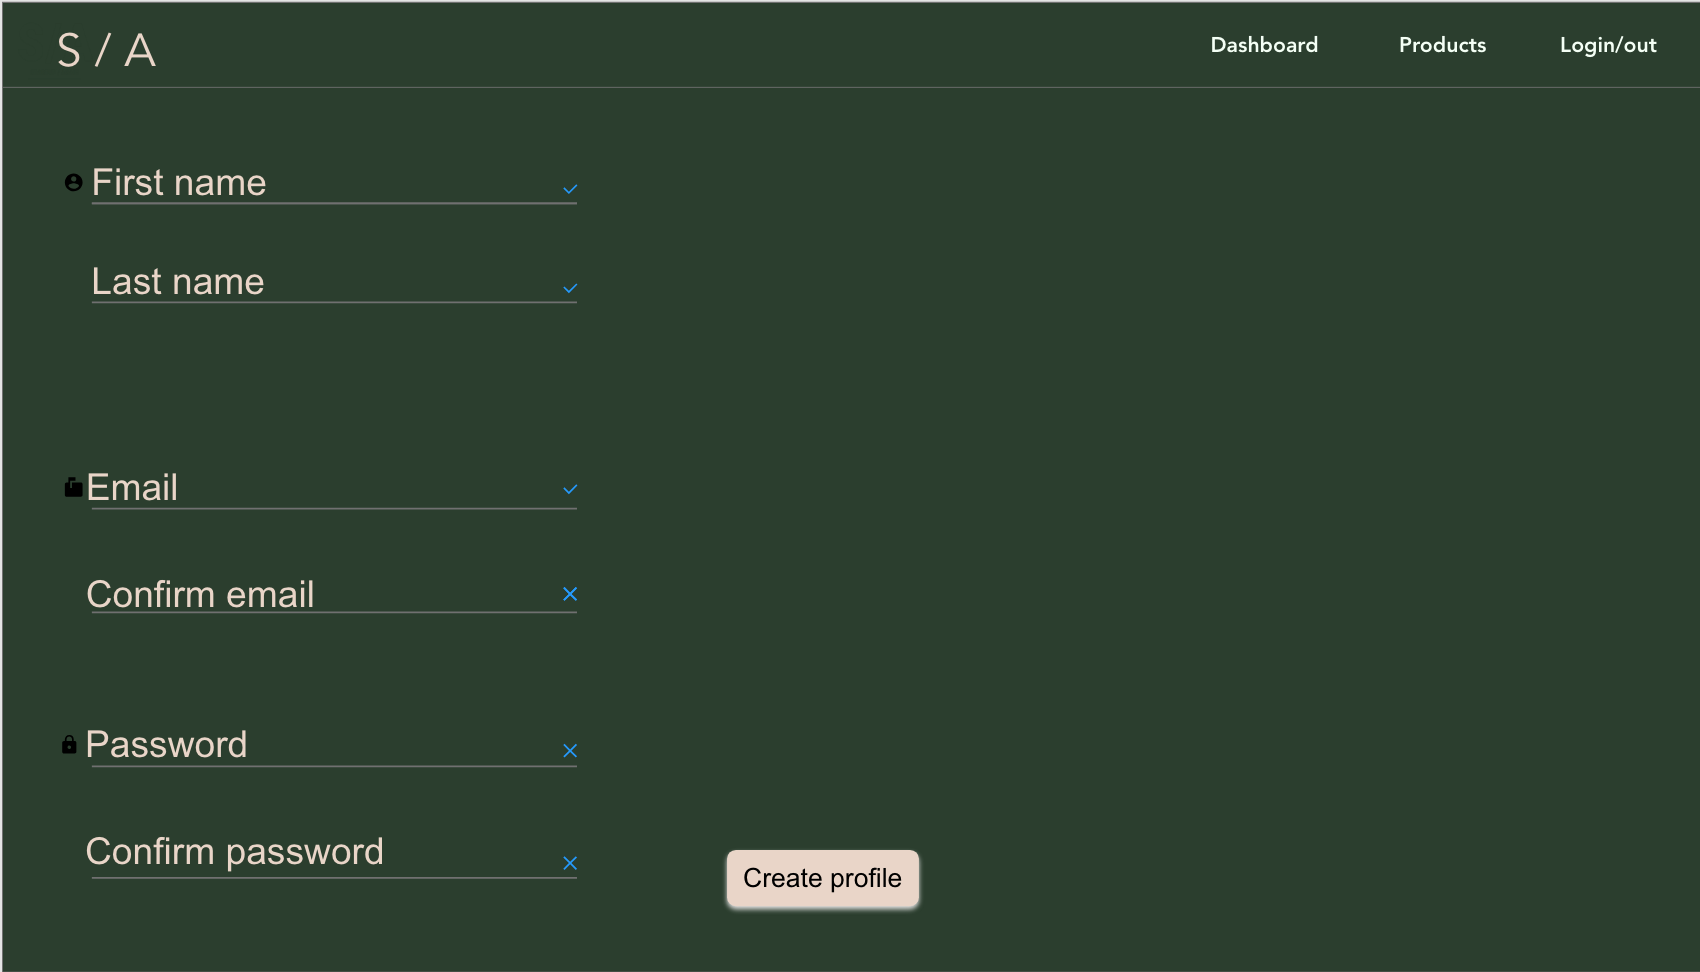 S / A
Dashboard Products Login/out
First name
Last name
Email
Confirm email
Password
Confirm password
Create profile